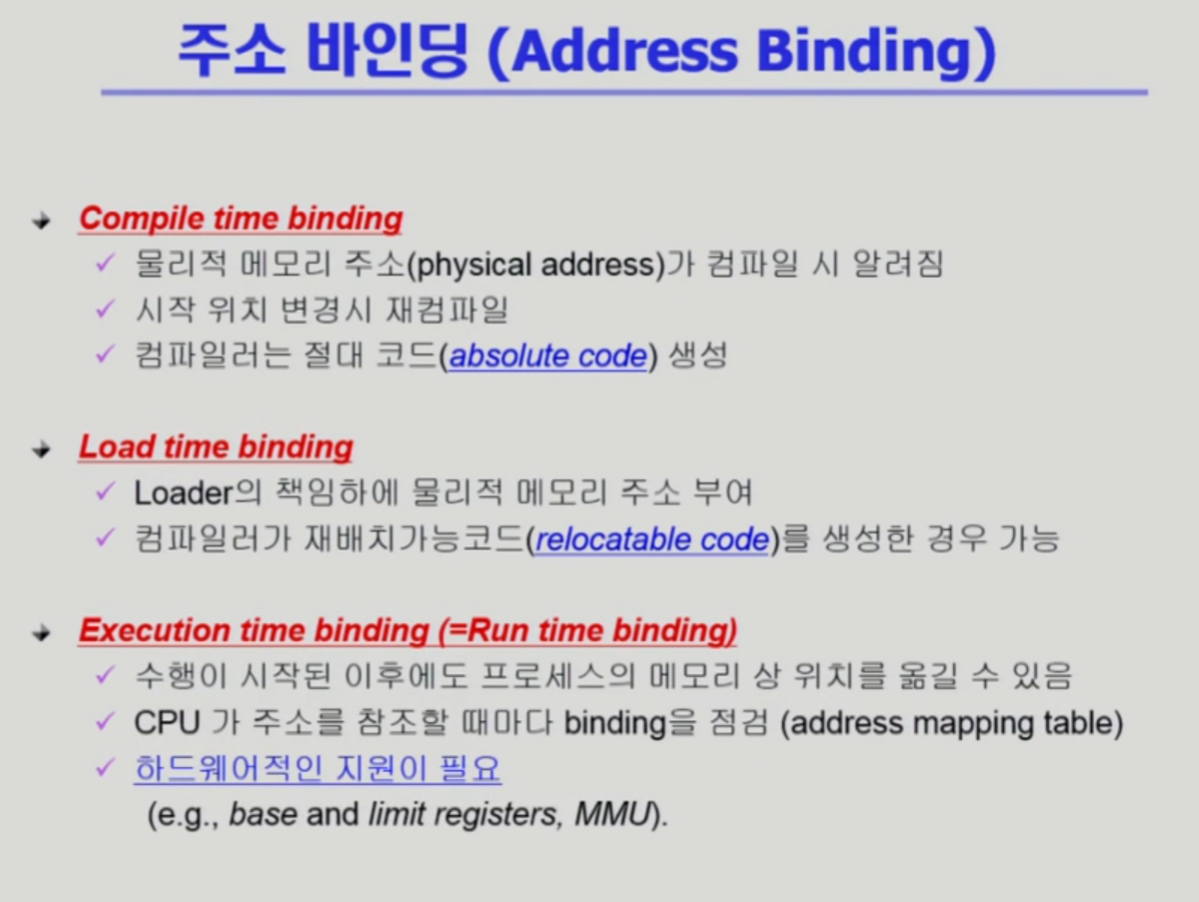 주소 바인딩 (Address Binding)
Compile time binding
물리적 메모리 주소(physical address)가 컴파일 시 알려짐
시작 위치 변경시 재컴파일
컴파일러는 절대 코드(absolute code) 생성
Load time binding
Loader의 책임하에 물리적 메모리 주소 부여
컴파일러가 재배치가능코드(relocatable code)를 생성한 경우 가능
Execution time binding (=Run time binding)
수행이 시작된 이후에도 프로세스의 메모리 상 위치를 옮길 수 있음
CPU 가 주소를 참조할 때마다 binding을 점검 (address mapping table)
하드웨어적인 지원이 필요
(e.g., base and limit registers, MMU).